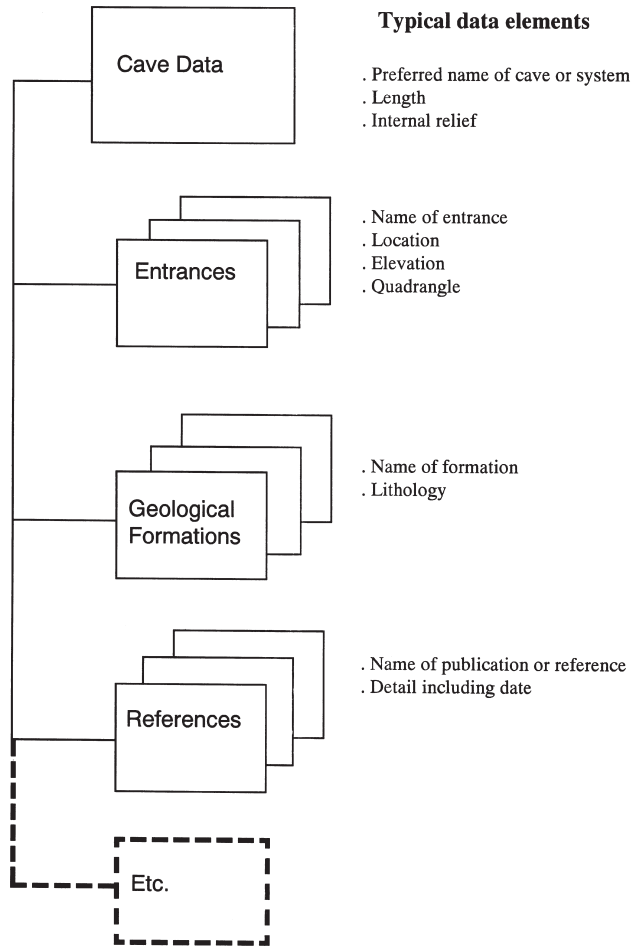 Typical data elements
Cave Data
. Preferred name of cave or system
. Length
. Internal relief
Entrances
. Name of entrance
. Location
. Elevation
. Quadrangle
Geological
Formations
. Name of formation
. Lithology
References
. Name of publication or reference
. Detail including date
Etc.